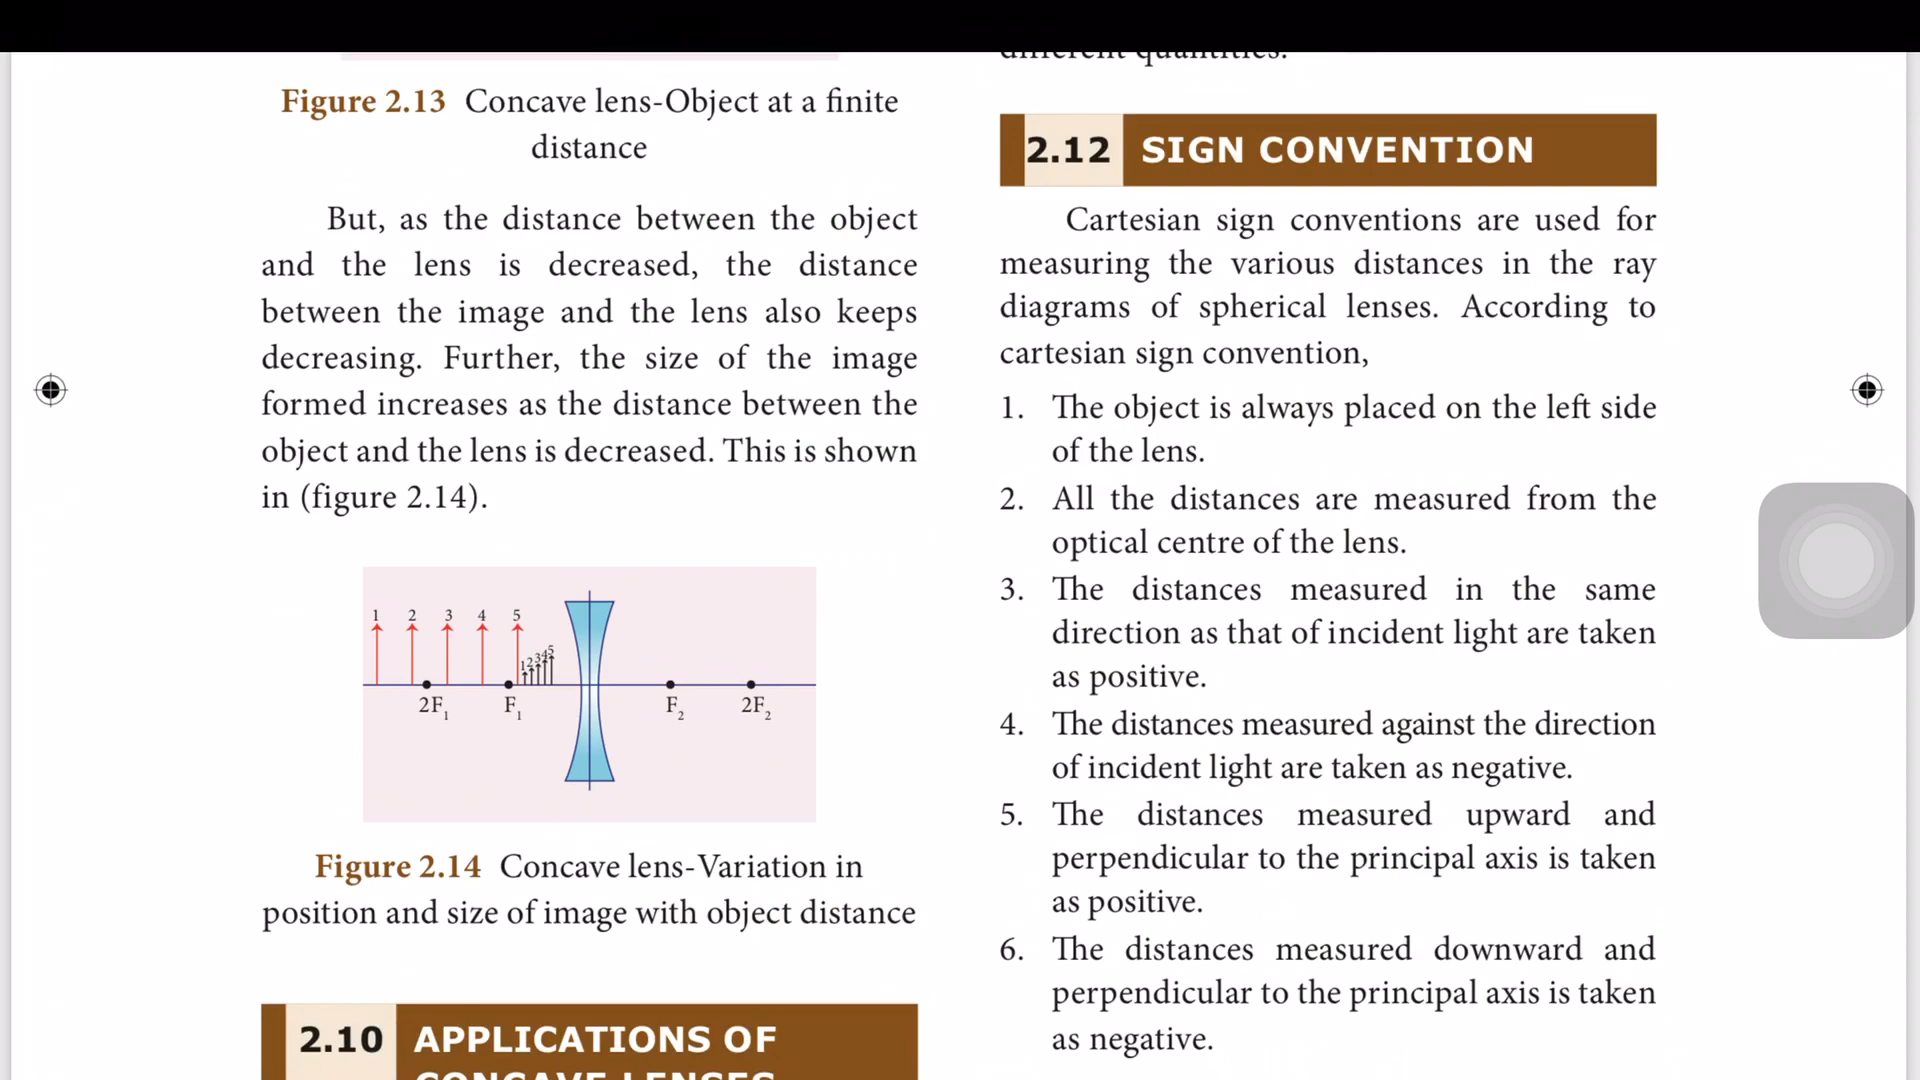 Figure 2.13 Concave lens-Object at a finite
distance
But, as the distance between the object
and the lens is decreased, the distance
between the image and the lens also keeps
decreasing. Further, the size of the image
formed increases as the distance between the
object and the lens is decreased. This is shown
in (figure 2.14).
1 2 3 4 5
12345
2F1 F1 F2 2F2
Figure 2.14 Concave lens-Variation in
position and size of image with object distance
2.10 APPLICATIONS OF
CONCAVE LENSES
different quantities.
2.12 SIGN CONVENTION
Cartesian sign conventions are used for
measuring the various distances in the ray
diagrams of spherical lenses. According to
cartesian sign convention,
1. The object is always placed on the left side
of the lens.
2. All the distances are measured from the
optical centre of the lens.
3. The distances measured in the same
direction as that of incident light are taken
as positive.
4. The distances measured against the direction
of incident light are taken as negative.
5. The distances measured upward and
perpendicular to the principal axis is taken
as positive.
6. The distances measured downward and
perpendicular to the principal axis is taken
as negative.